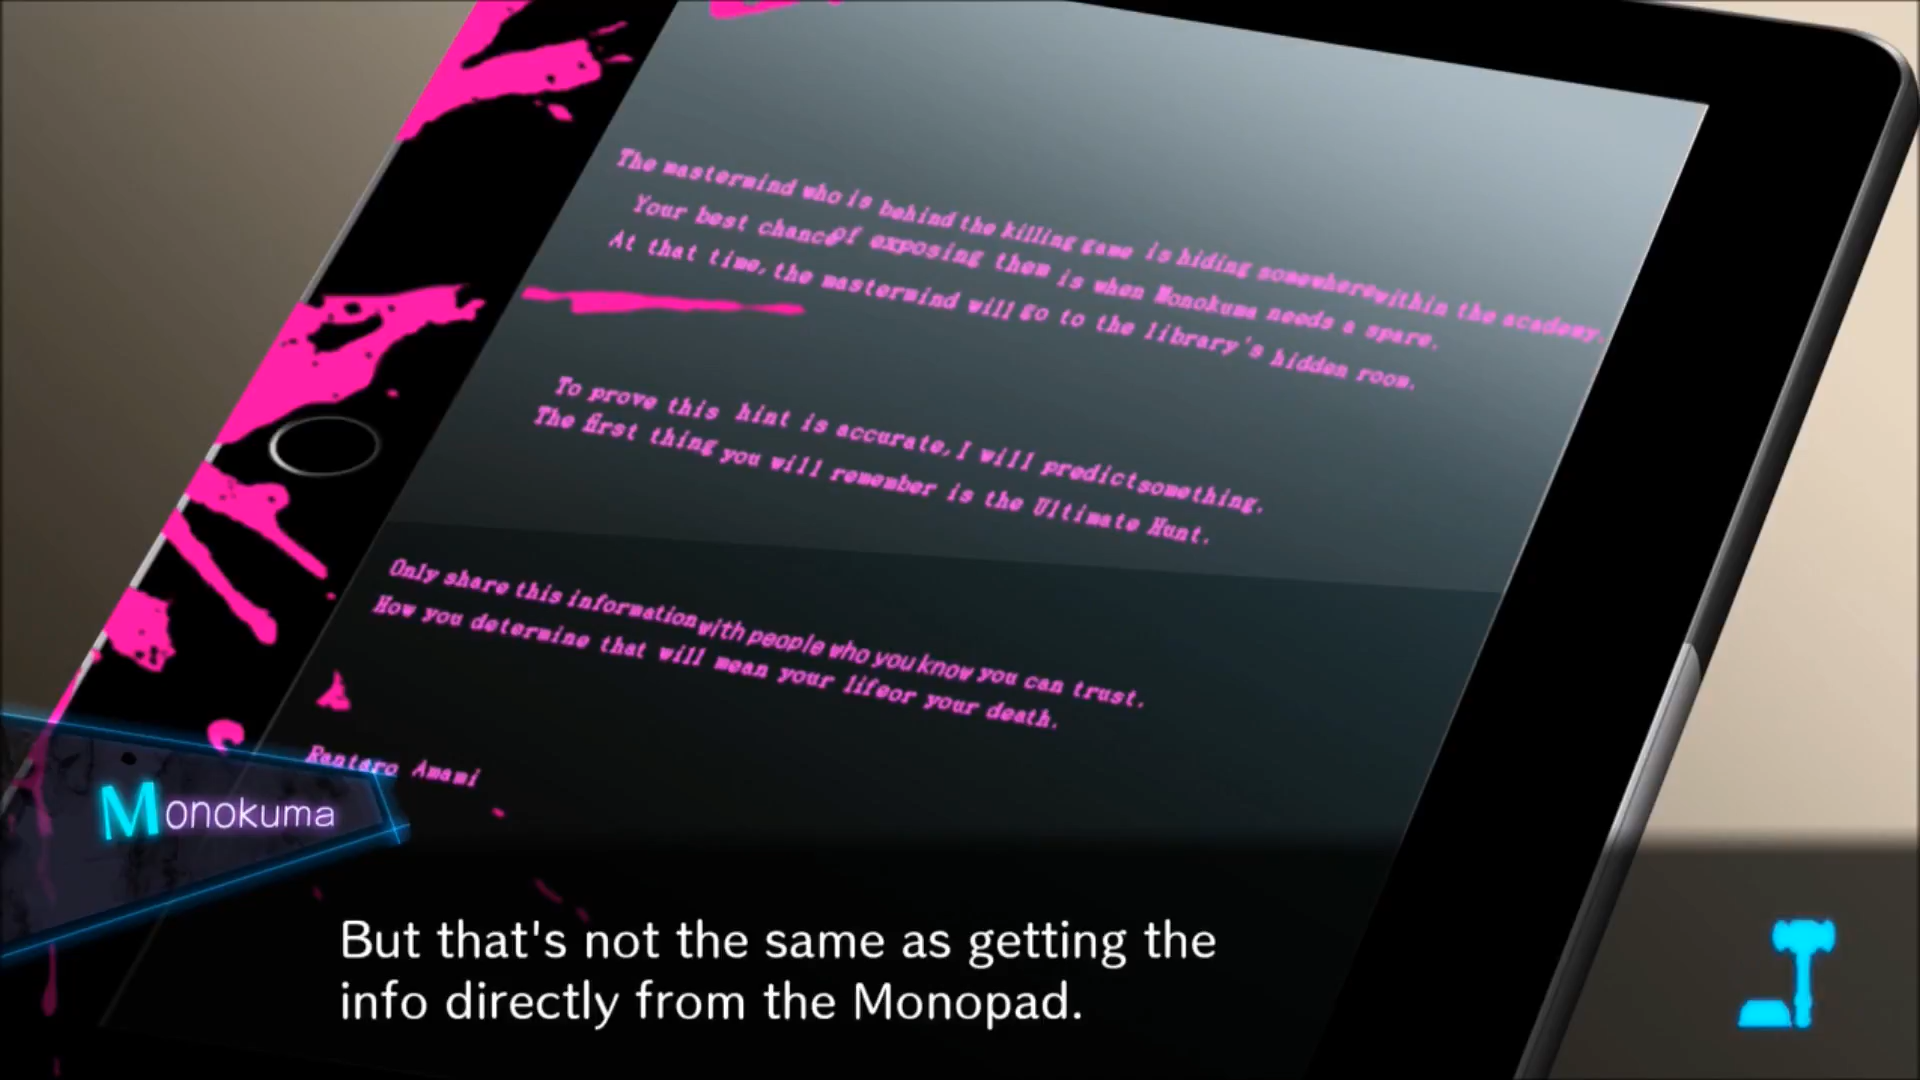 The mastermind who is behind the killing game is hiding somewhere within the academy.
Your best chance of exposing them is when Monokuma needs a spare.
At that time, the mastermind will go to the library's hidden room.
To prove this hint is accurate, I will predict something.
The first thing you will remember is the Ultimate Hunt.
Only share this information with people who you know you can trust.
How you determine that will mean your life or your death.
Rantaro Amami
Monokuma
But that's not the same as getting the
info directly from the Monopad.